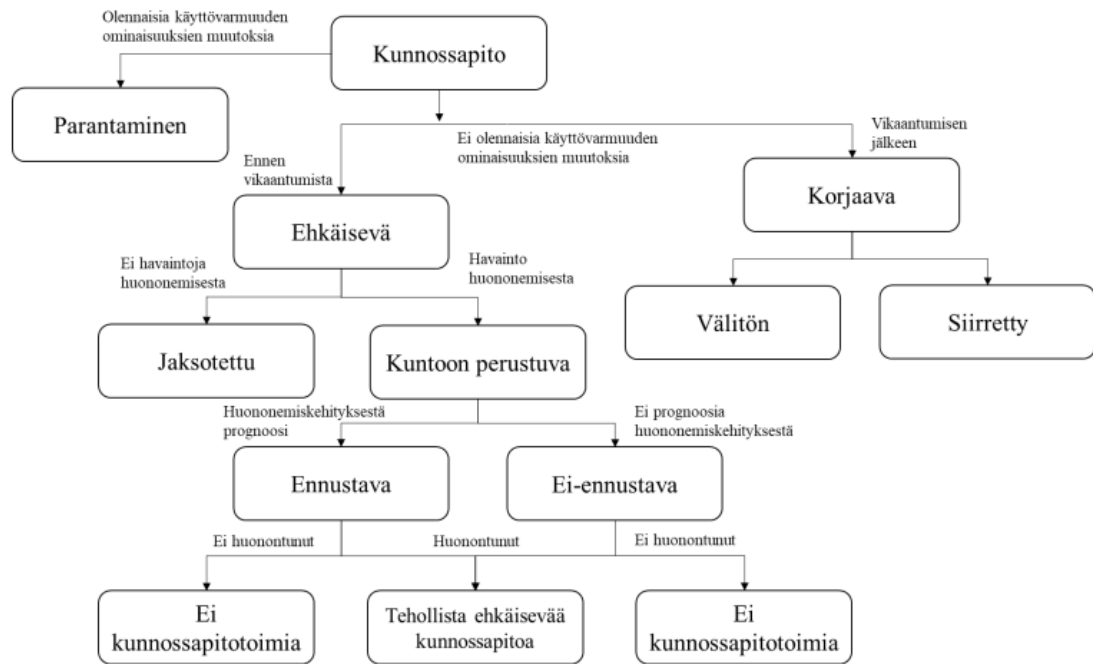 Olennaisia käyttövarmuuden
ominaisuuksien muutoksia
Kunnossapito
Parantaminen
Ei olennaisia käyttövarmuuden
ominaisuuksien muutoksia
Vikaantumisen
jälkeen
Ennen
vikaantumista
Ehkäisevä
Korjaava
Ei havaintoja
huononemisesta
Havainto
huononemisesta
Välitön
Siirretty
Jaksotettu
Kuntoon perustuva
Huononemiskehityksestä
prognoosi
Ei prognoosia
huononemiskehityksestä
Ennustava
Ei-ennustava
Ei huonontunut
Huonontunut
Ei huonontunut
Ei
kunnossapitotoimia
Tehollista ehkäisevää
kunnossapitoa
Ei
kunnossapitotoimia